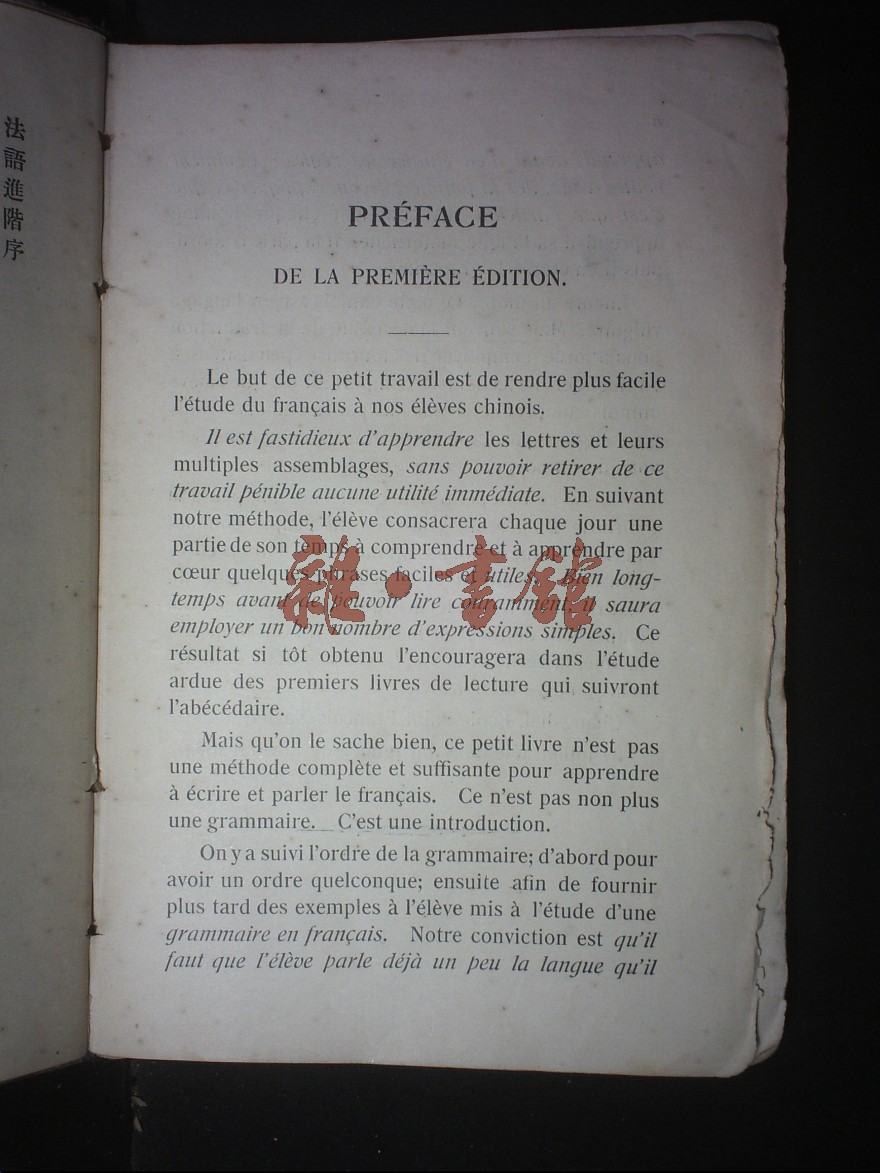 法語進階序
PRÉFACE
DE LA PREMIÈRE ÉDITION.
Le but de ce petit travail est de rendre plus facile
l'étude du français à nos élèves chinois.
Il est fastidieux d'apprendre les lettres et leurs
multiples assemblages, sans pouvoir retirer de ce
travail pénible aucune utilité immédiate. En suivant
notre méthode, l'élève consacrera chaque jour une
partie de son temps à comprendre et à apprendre par
cœur quelques phrases faciles et utiles. Bien long-
temps avant de pouvoir lire couramment, il saura
employer un bon nombre d'expressions simples. Ce
résultat si tôt obtenu l'encouragera dans l'étude
ardue des premiers livres de lecture qui suivront
l'abécédaire.
Mais qu'on le sache bien, ce petit livre n'est pas
une méthode complète et suffisante pour apprendre
à écrire et parler le français. Ce n'est pas non plus
une grammaire. C'est une introduction.
On y a suivi l'ordre de la grammaire; d'abord pour
avoir un ordre quelconque; ensuite afin de fournir
plus tard des exemples à l'élève mis à l'étude d'une
grammaire en français. Notre conviction est qu'il
faut que l'élève parle déjà un peu la langue qu'il
雜·書館